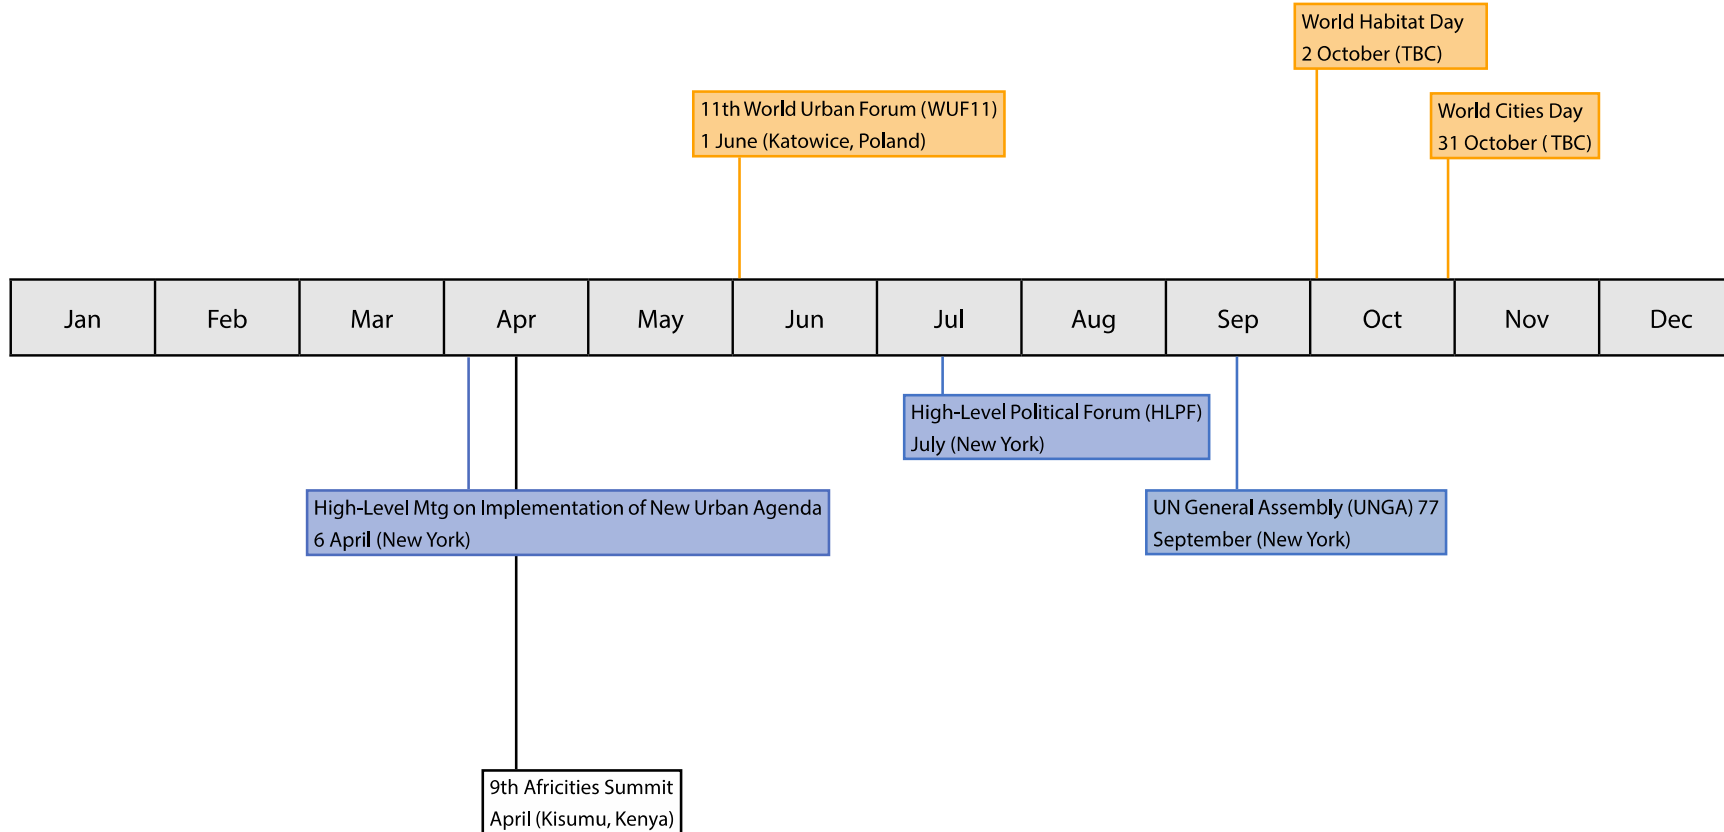 World Habitat Day
2 October (TBC)
11th World Urban Forum (WUF11)
1 June (Katowice, Poland)
World Cities Day
31 October ( TBC)
Jan Feb Mar Apr May Jun Jul Aug Sep Oct Nov Dec
High-Level Political Forum (HLPF)
July (New York)
High-Level Mtg on Implementation of New Urban Agenda
6 April (New York)
UN General Assembly (UNGA) 77
September (New York)
9th Africities Summit
April (Kisumu, Kenya)